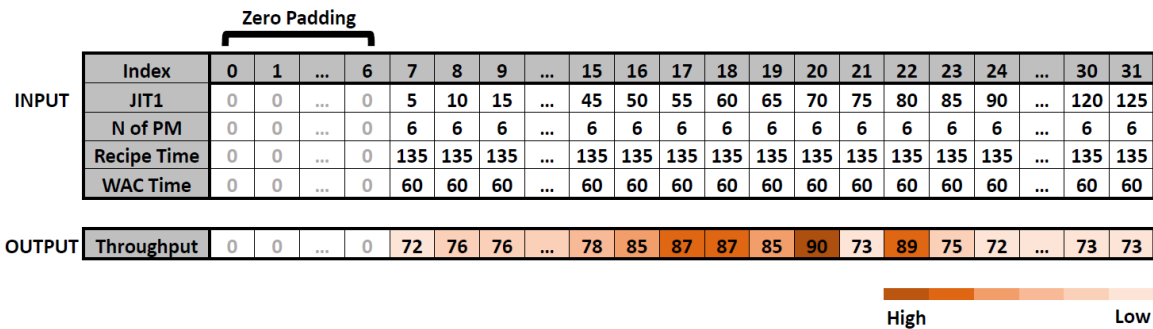 Zero Padding
Index 0 1 ... 6 7 8 9 ... 15 16 17 18 19 20 21 22 23 24 ... 30 31
INPUT JIT1 0 0 ... 0 5 10 15 ... 45 50 55 60 65 70 75 80 85 90 ... 120 125
N of PM 0 0 ... 0 6 6 6 ... 6 6 6 6 6 6 6 6 6 6 ... 6 6
Recipe Time 0 0 ... 0 135 135 135 ... 135 135 135 135 135 135 135 135 135 135 ... 135 135
WAC Time 0 0 ... 0 60 60 60 ... 60 60 60 60 60 60 60 60 60 60 ... 60 60
OUTPUT Throughput 0 0 ... 0 72 76 76 ... 78 85 87 87 85 90 73 89 75 72 ... 73 73
High Low